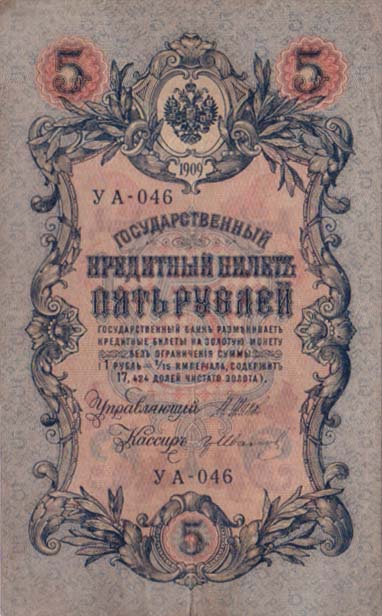 5 5
1909
УА-046
ГОСУДАРСТВЕННЫЙ
КРЕДИТНЫЙ БИЛЕТЪ
ПЯТЬ РУБЛЕЙ
ГОСУДАРСТВЕННЫЙ БАНКЪ РАЗМѢНИВАЕТЪ
КРЕДИТНЫЕ БИЛЕТЫ НА ЗОЛОТУЮ МОНЕТУ
БЕЗЪ ОГРАНИЧЕНІЯ СУММЫ
(1 РУБЛЬ = 1/15 ИМПЕРІАЛА, СОДЕРЖИТЪ
17,424 ДОЛЕЙ ЧИСТАГО ЗОЛОТА).
Управляющій
Кассиръ
УА-046
5